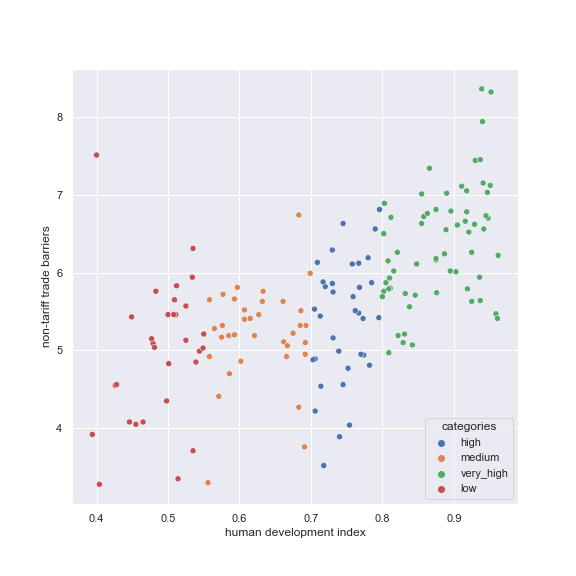 8
7
6
5
4
non-tariff trade barriers
0.4 0.5 0.6 0.7 0.8 0.9
human development index
categories
high
medium
very_high
low